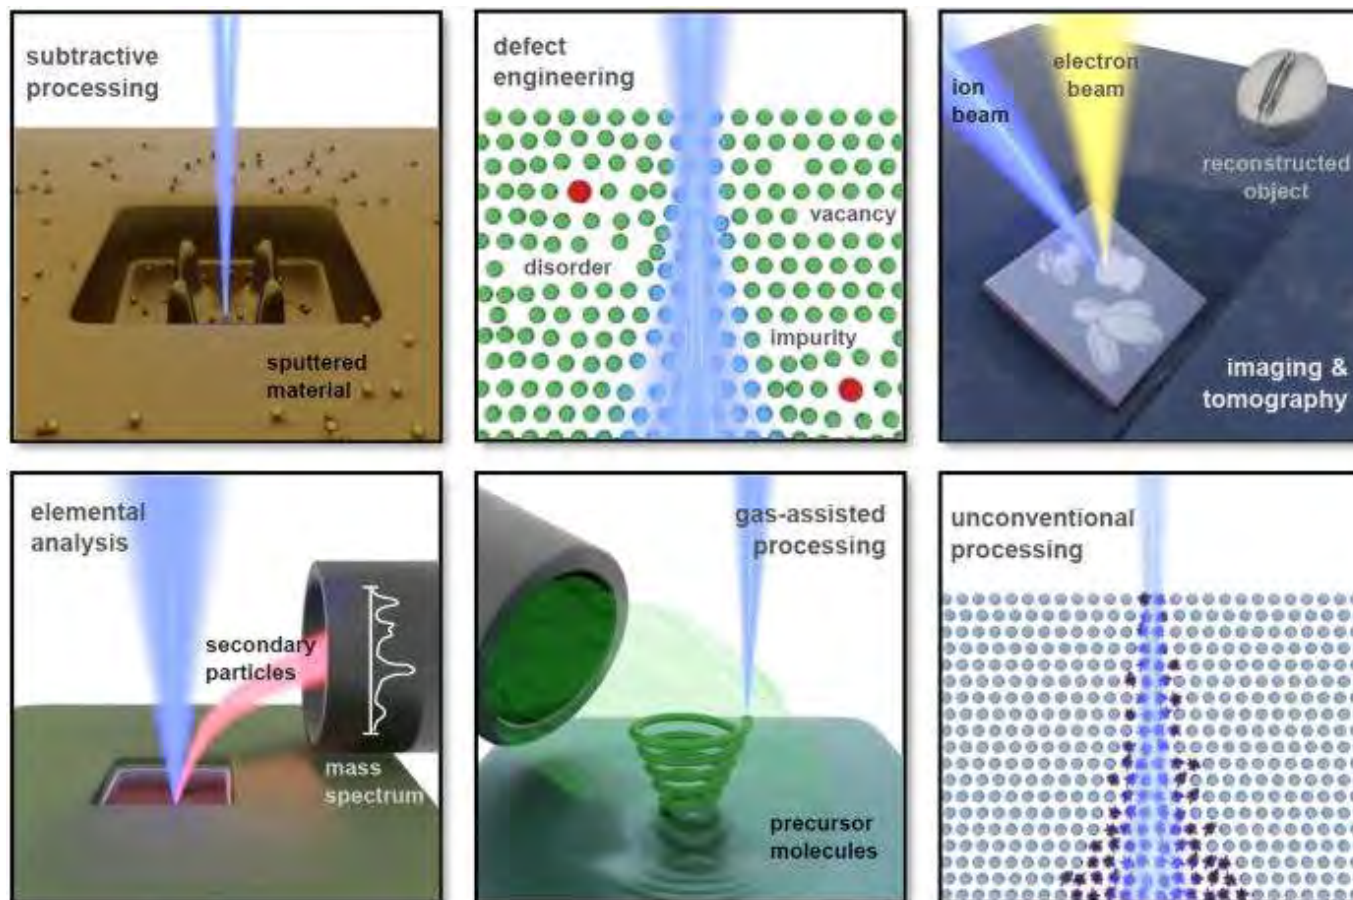 subtractive
processing
sputtered
material
defect
engineering
vacancy
disorder
impurity
electron
beam
ion
beam
reconstructed
object
imaging &
tomography
elemental
analysis
secondary
particles
mass
spectrum
gas-assisted
processing
precursor
molecules
unconventional
processing